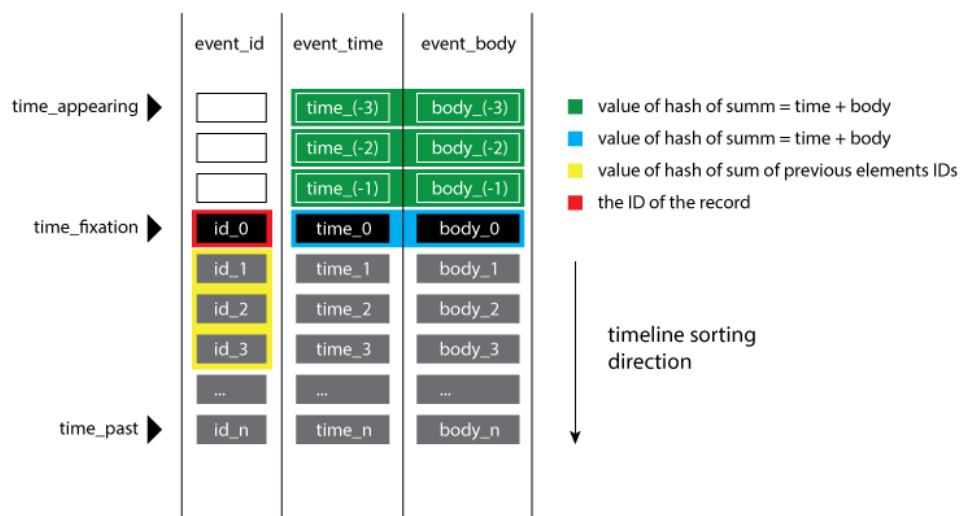 event_id event_time event_body
time_appearing time_(-3) body_(-3)
time_(-2) body_(-2)
time_(-1) body_(-1)
time_fixation id_0 time_0 body_0
id_1 time_1 body_1
id_2 time_2 body_2
id_3 time_3 body_3
... ... ...
time_past id_n time_n body_n
value of hash of summ = time + body
value of hash of summ = time + body
value of hash of sum of previous elements IDs
the ID of the record
timeline sorting
direction